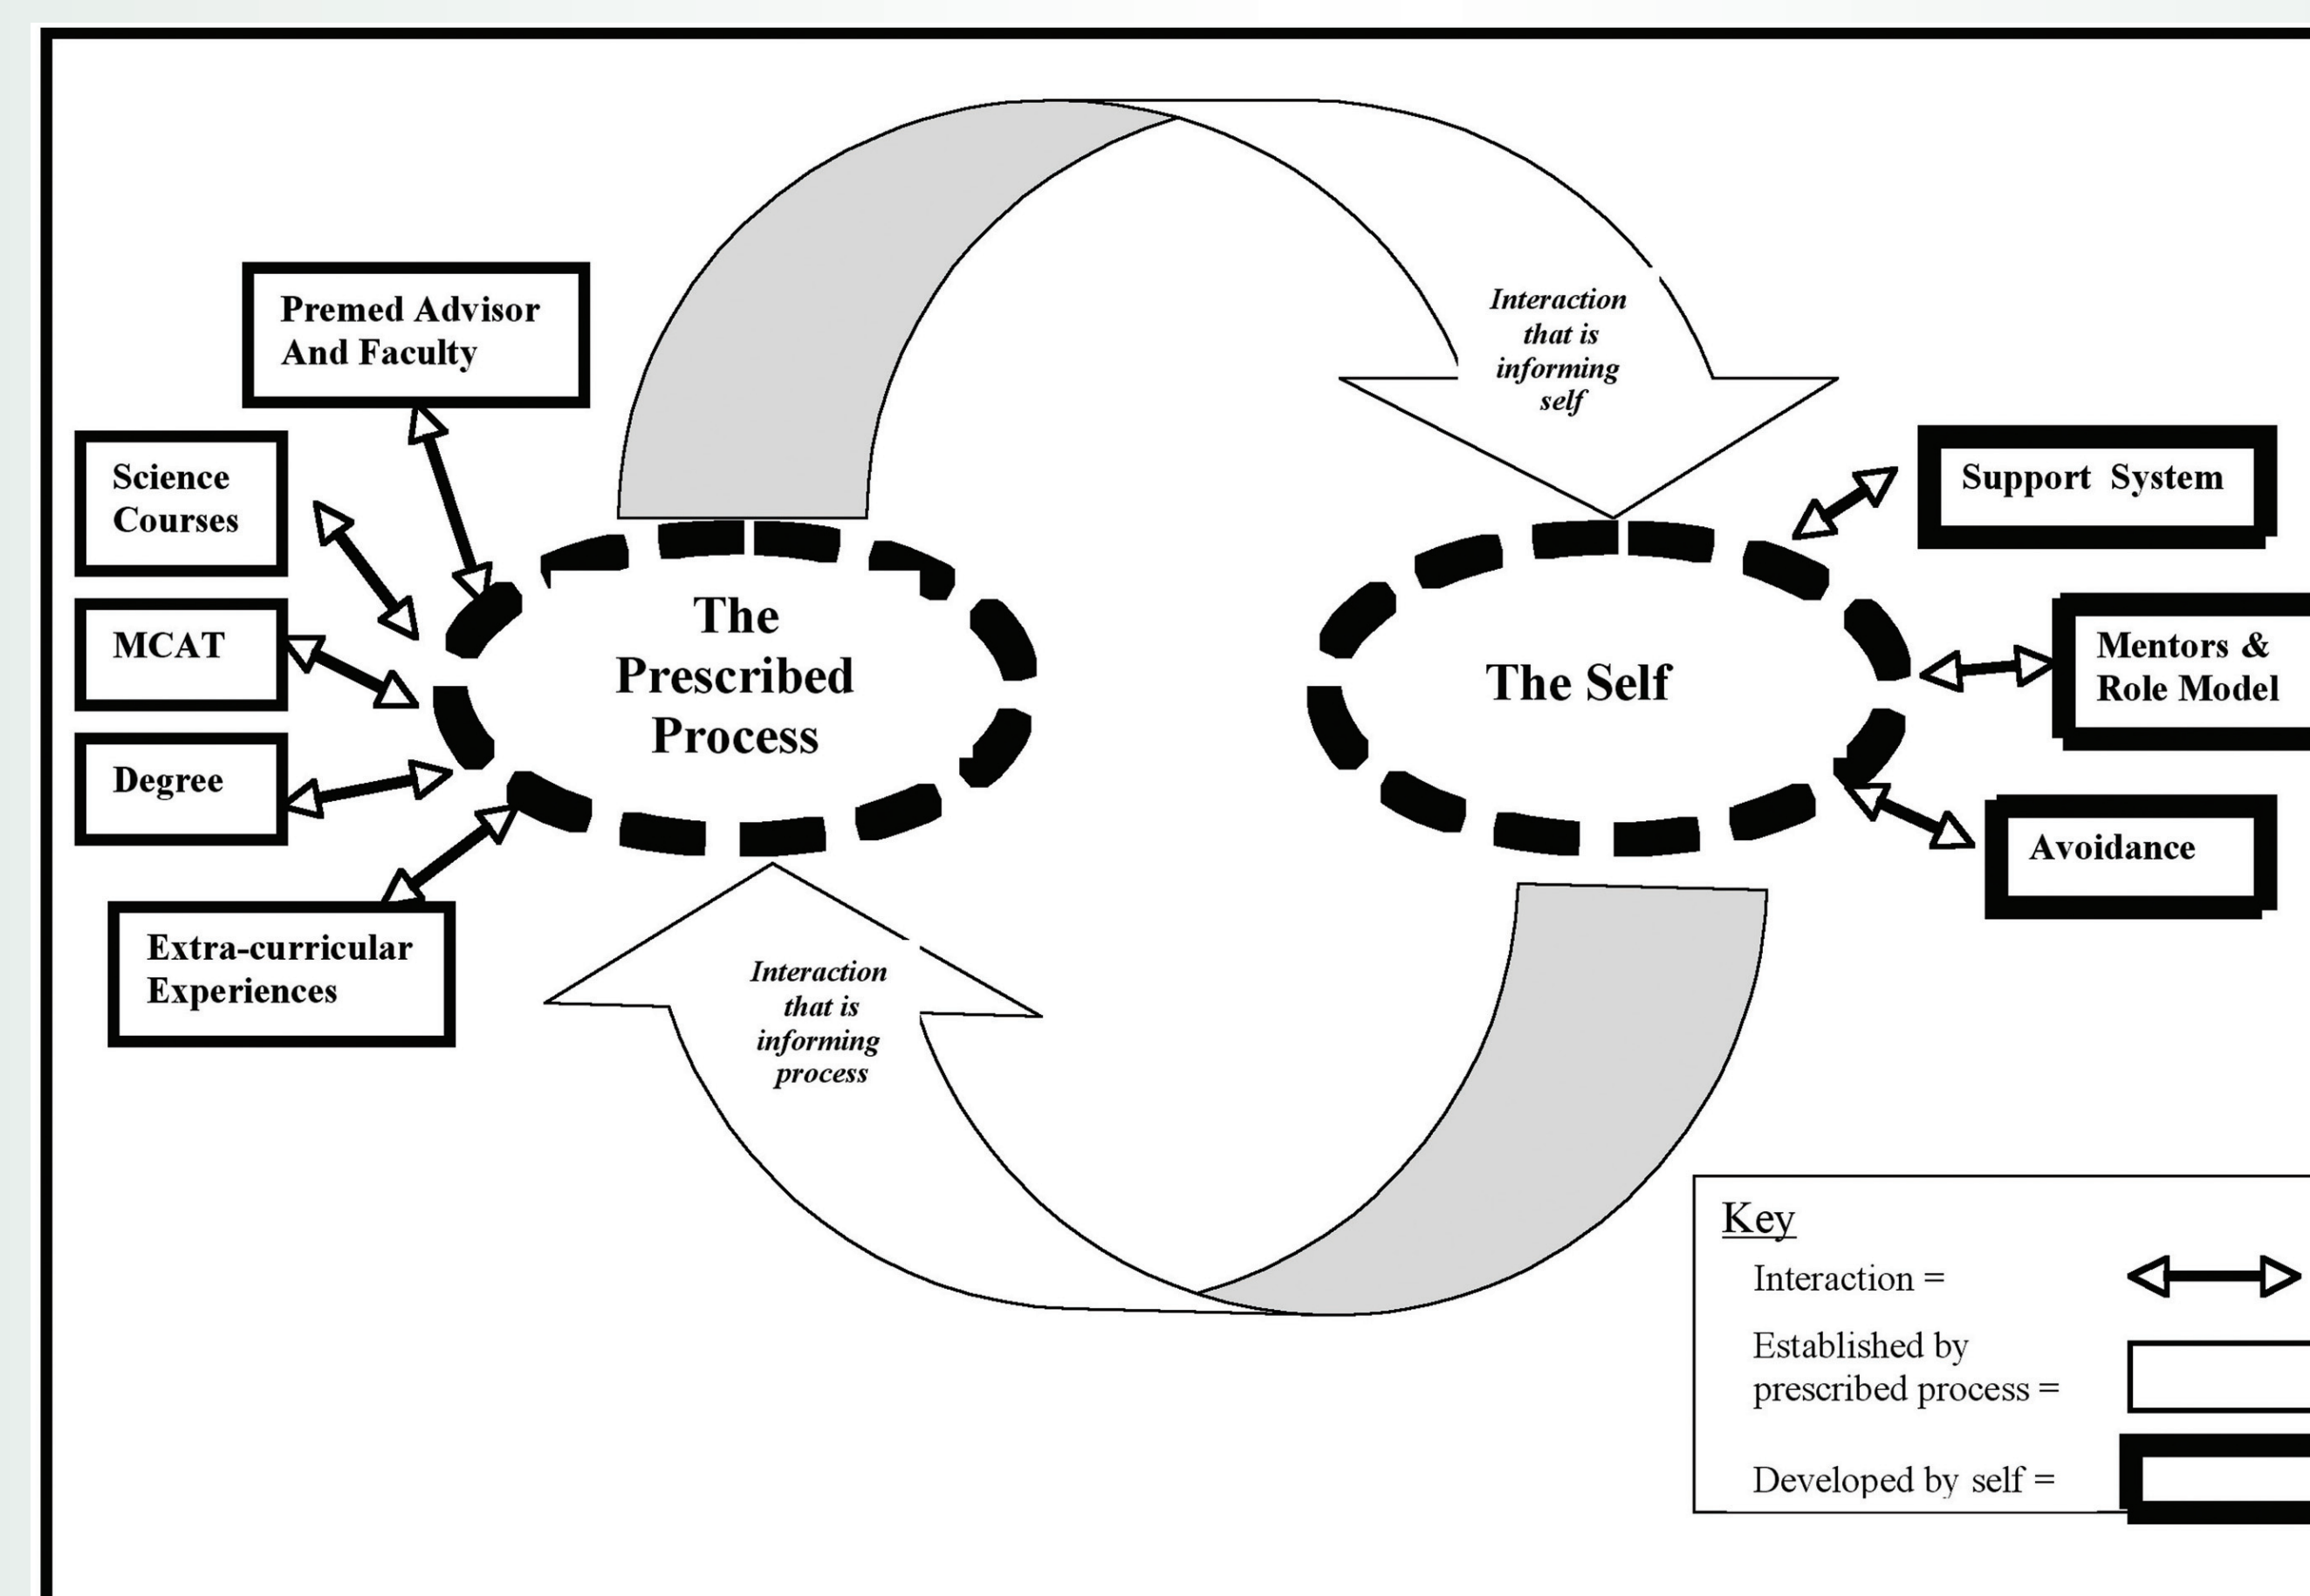 Interaction
that is
informing
self
Premed Advisor
And Faculty
Science
Courses
MCAT
Degree
Extra-curricular
Experiences
The
Prescribed
Process
The Self
Support System
Mentors &
Role Model
Avoidance
Interaction
that is
informing
process
Key
Interaction =
Established by
prescribed process =
Developed by self =